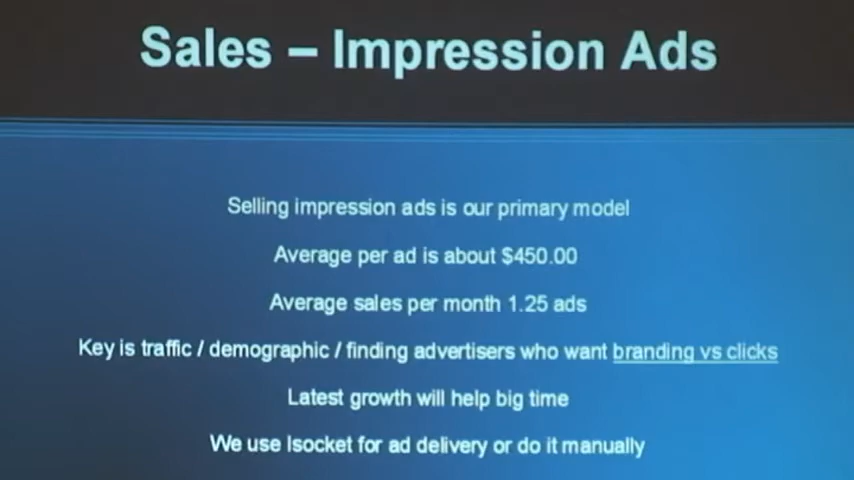 Sales – Impression Ads
Selling impression ads is our primary model
Average per ad is about $450.00
Average sales per month 1.25 ads
Key is traffic / demographic / finding advertisers who want branding vs clicks
Latest growth will help big time
We use Isocket for ad delivery or do it manually